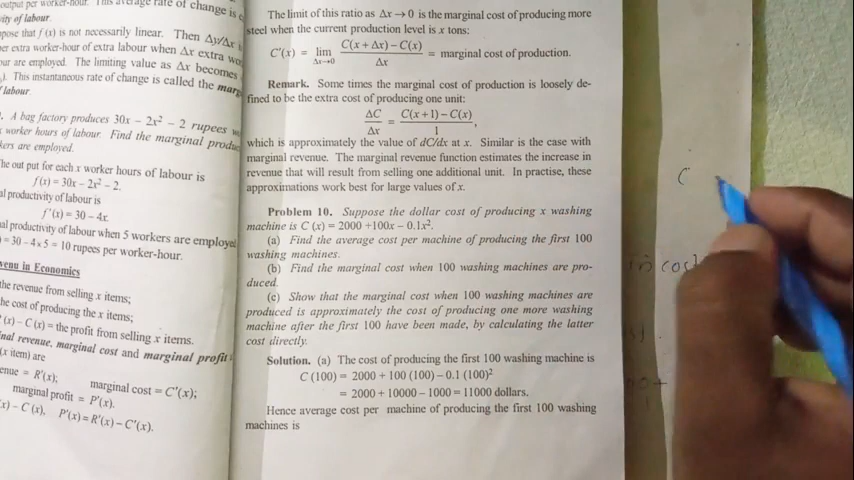 output per worker-hour. This average rate of change is
ity of labour.
pose that f (x) is not necessarily linear. Then Δy/Δx i
er extra worker-hour of extra labour when Δx extra wo
our are employed. The limiting value as Δx becomes
). This instantaneous rate of change is called the marg
labour.
. A bag factory produces 30x − 2x² − 2 rupees w
x worker hours of labour. Find the marginal produc
kers are employed.
he out put for each x worker hours of labour is
f(x) = 30x − 2x² − 2.
al productivity of labour is
f′(x) = 30 − 4x.
al productivity of labour when 5 workers are employe
) = 30 − 4 x 5 = 10 rupees per worker-hour.
venu in Economics
the revenue from selling x items;
he cost of producing the x items;
(x) − C (x) = the profit from selling x items.
nal revenue, marginal cost and marginal profit
(x item) are
enue = R′(x); marginal cost = C′(x);
marginal profit = P′(x).
x) − C (x), P′(x) = R′(x) − C′(x).
The limit of this ratio as Δx → 0 is the marginal cost of producing more
steel when the current production level is x tons:
C′(x) = lim Δx→0 C(x + Δx) − C(x) / Δx = marginal cost of production.
Remark. Some times the marginal cost of production is loosely de-
fined to be the extra cost of producing one unit:
ΔC / Δx = C(x + 1) − C(x) / 1 ,
which is approximately the value of dC/dx at x. Similar is the case with
marginal revenue. The marginal revenue function estimates the increase in
revenue that will result from selling one additional unit. In practise, these
approximations work best for large values of x.
Problem 10. Suppose the dollar cost of producing x washing
machine is C (x) = 2000 +100x − 0.1x².
(a) Find the average cost per machine of producing the first 100
washing machines.
(b) Find the marginal cost when 100 washing machines are pro-
duced.
(c) Show that the marginal cost when 100 washing machines are
produced is approximately the cost of producing one more washing
machine after the first 100 have been made, by calculating the latter
cost directly.
Solution. (a) The cost of producing the first 100 washing machine is
C (100) = 2000 + 100 (100) − 0.1 (100)²
= 2000 + 10000 − 1000 = 11000 dollars.
Hence average cost per machine of producing the first 100 washing
machines is
C
cost